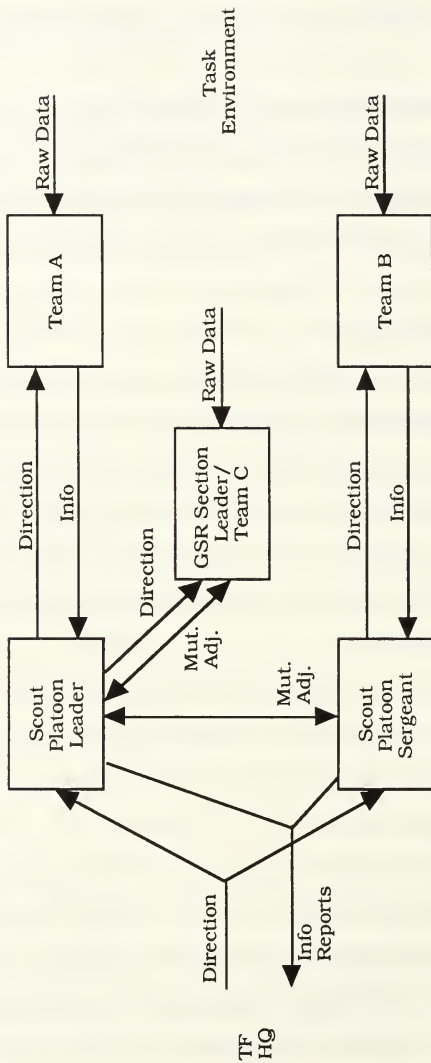 TF
HQ
Direction
Info
Reports
Scout
Platoon
Leader
Mut.
Adj.
Scout
Platoon
Sergeant
Direction
Info
Direction
Mut.
Adj.
GSR Section
Leader/
Team C
Raw Data
Direction
Info
Team A
Raw Data
Team B
Raw Data
Task
Environment